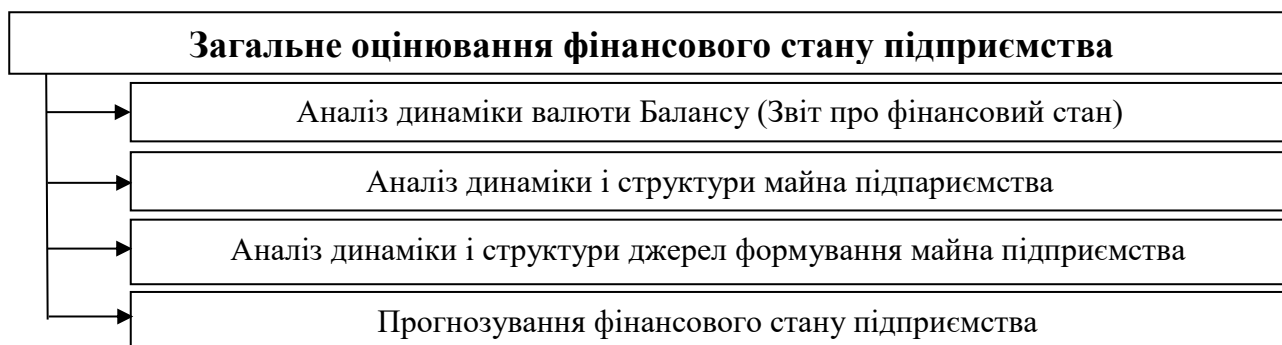 Загальне оцінювання фінансового стану підприємства
Аналіз динаміки валюти Балансу (Звіт про фінансовий стан)
Аналіз динаміки і структури майна підпариємства
Аналіз динаміки і структури джерел формування майна підприємства
Прогнозування фінансового стану підприємства